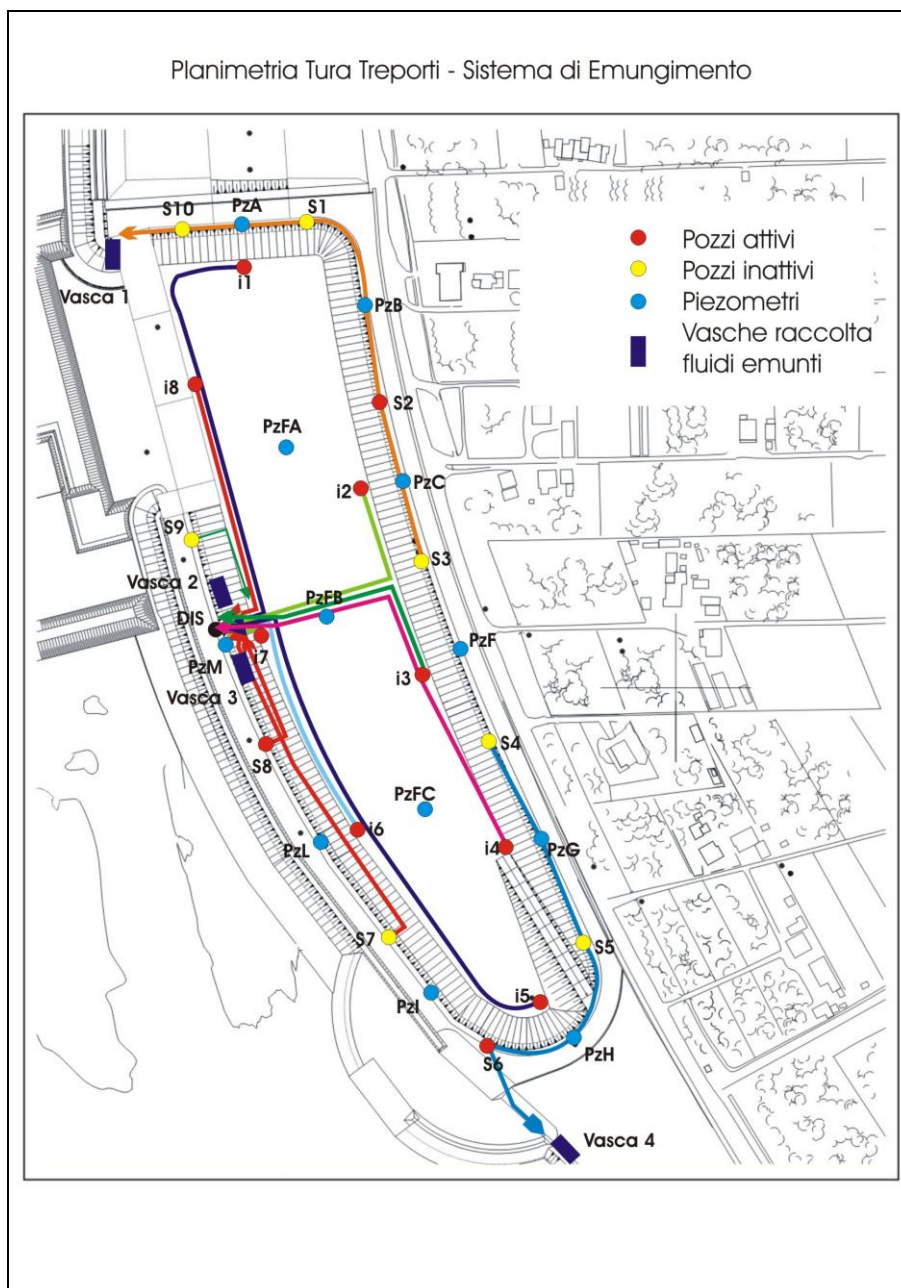 Planimetria Tura Treporti - Sistema di Emungimento
S10
PzA
S1
Pozzi attivi
Pozzi inattivi
Piezometri
Vasche raccolta
fluidi emunti
Vasca 1
i1
PzB
i8
S2
PzFA
i2
PzC
S9
S3
Vasca 2
PzFB
DIS
i7
PzF
PzM
i3
Vasca 3
S4
S8
PzFC
i6
PzL
i4
PzG
S7
S5
PzI
i5
S6
PzH
Vasca 4